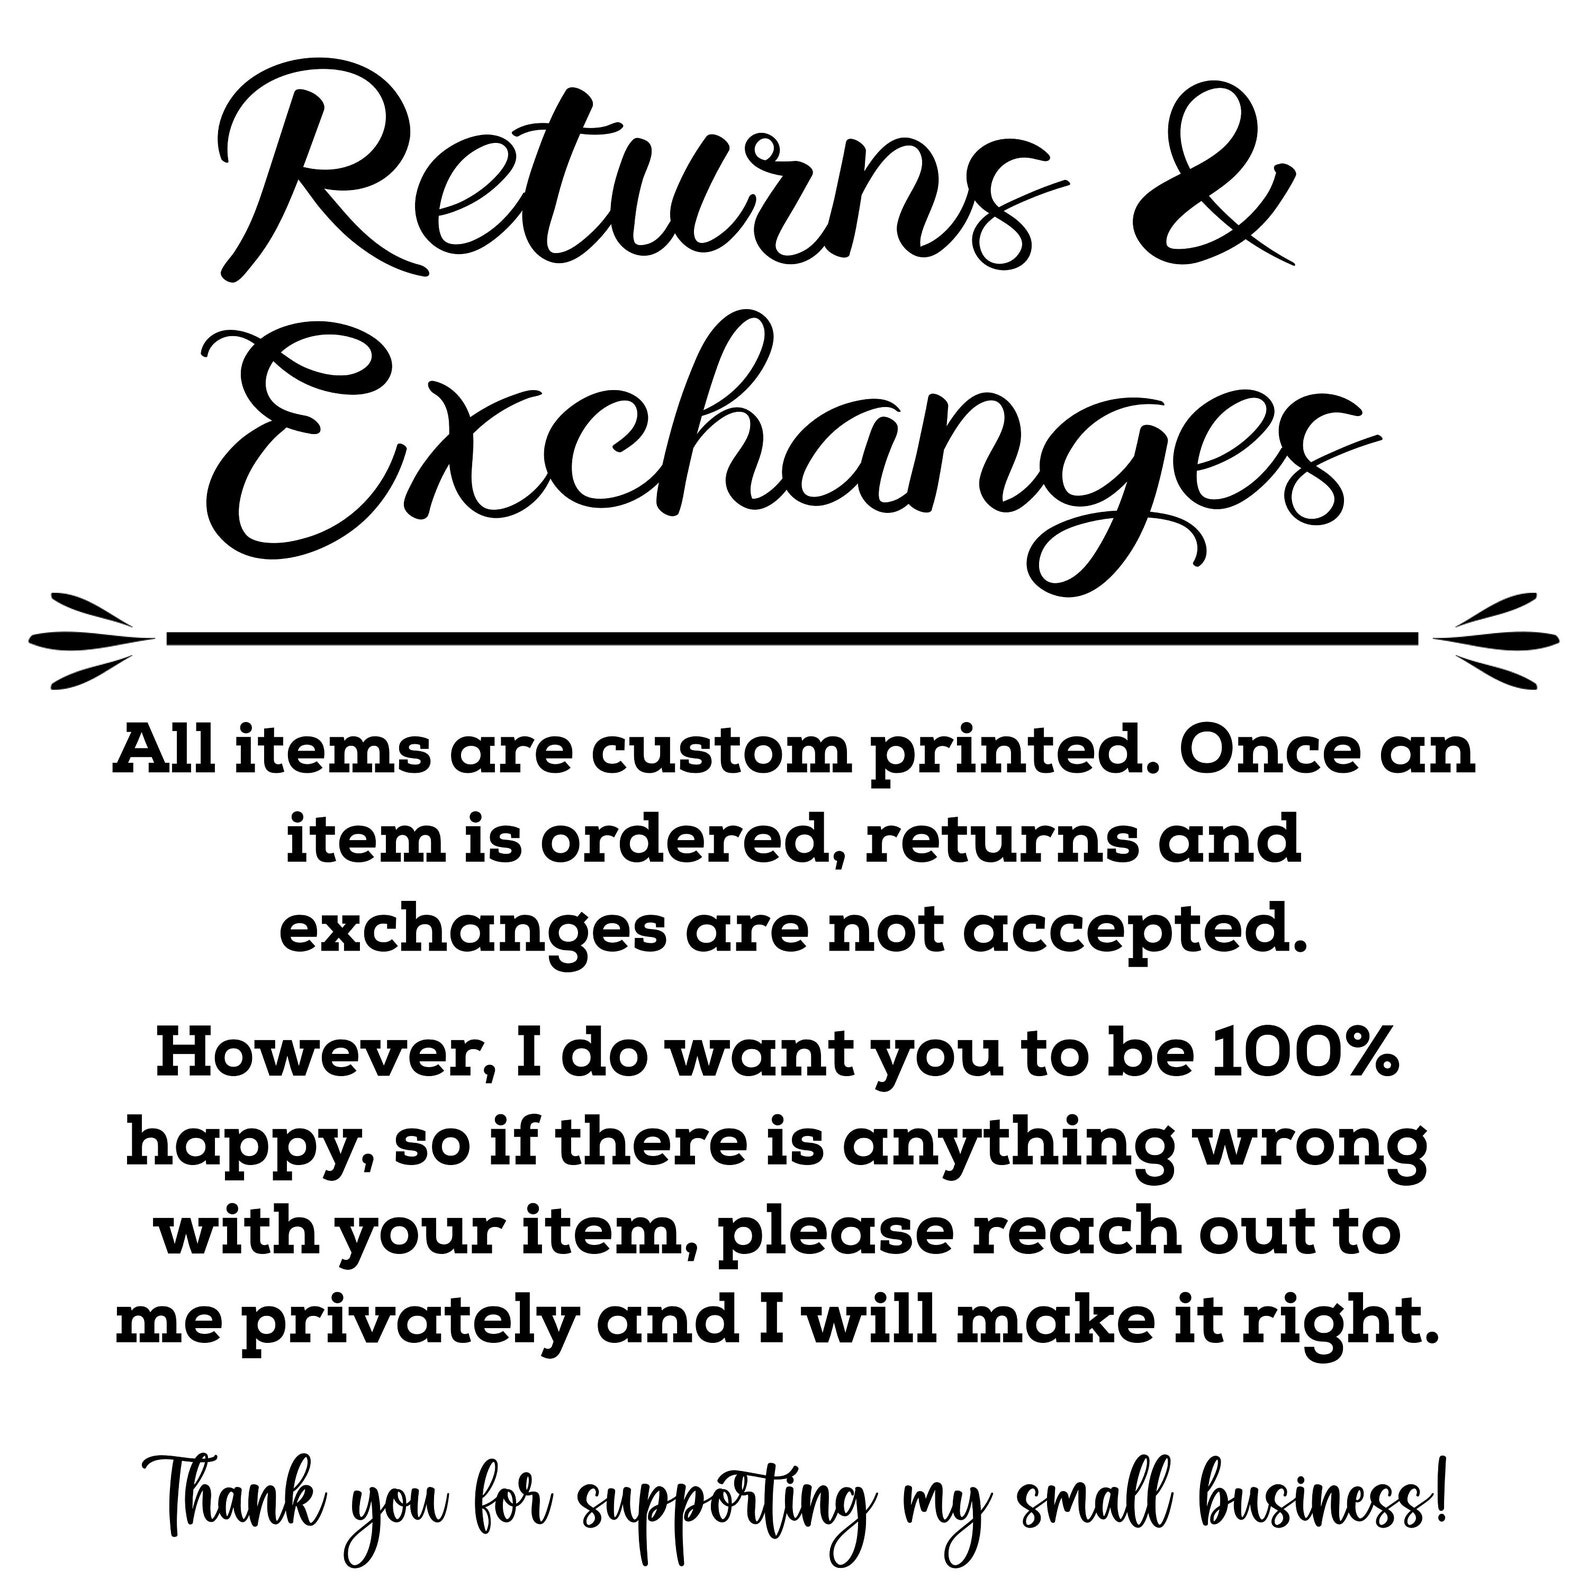 Returns &
Exchanges
All items are custom printed. Once an
item is ordered, returns and
exchanges are not accepted.
However, I do want you to be 100%
happy, so if there is anything wrong
with your item, please reach out to
me privately and I will make it right.
Thank you for supporting my small business!